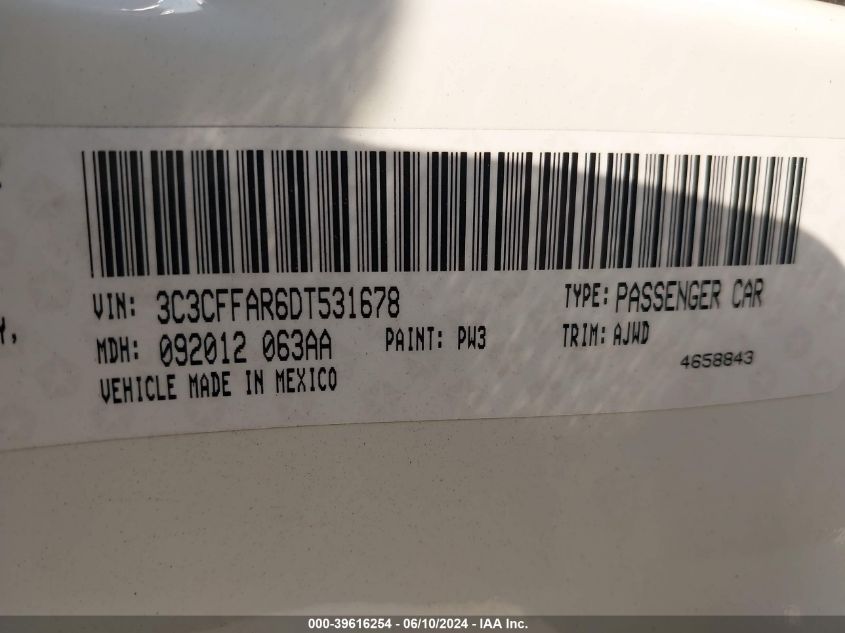 VIN: 3C3CFFAR6DT531678 TYPE: PASSENGER CAR
Y,
MDH: 092012 063AA PAINT: PW3 TRIM: AJWD
VEHICLE MADE IN MEXICO 4658843
000-39616254 - 06/10/2024 - IAA Inc.